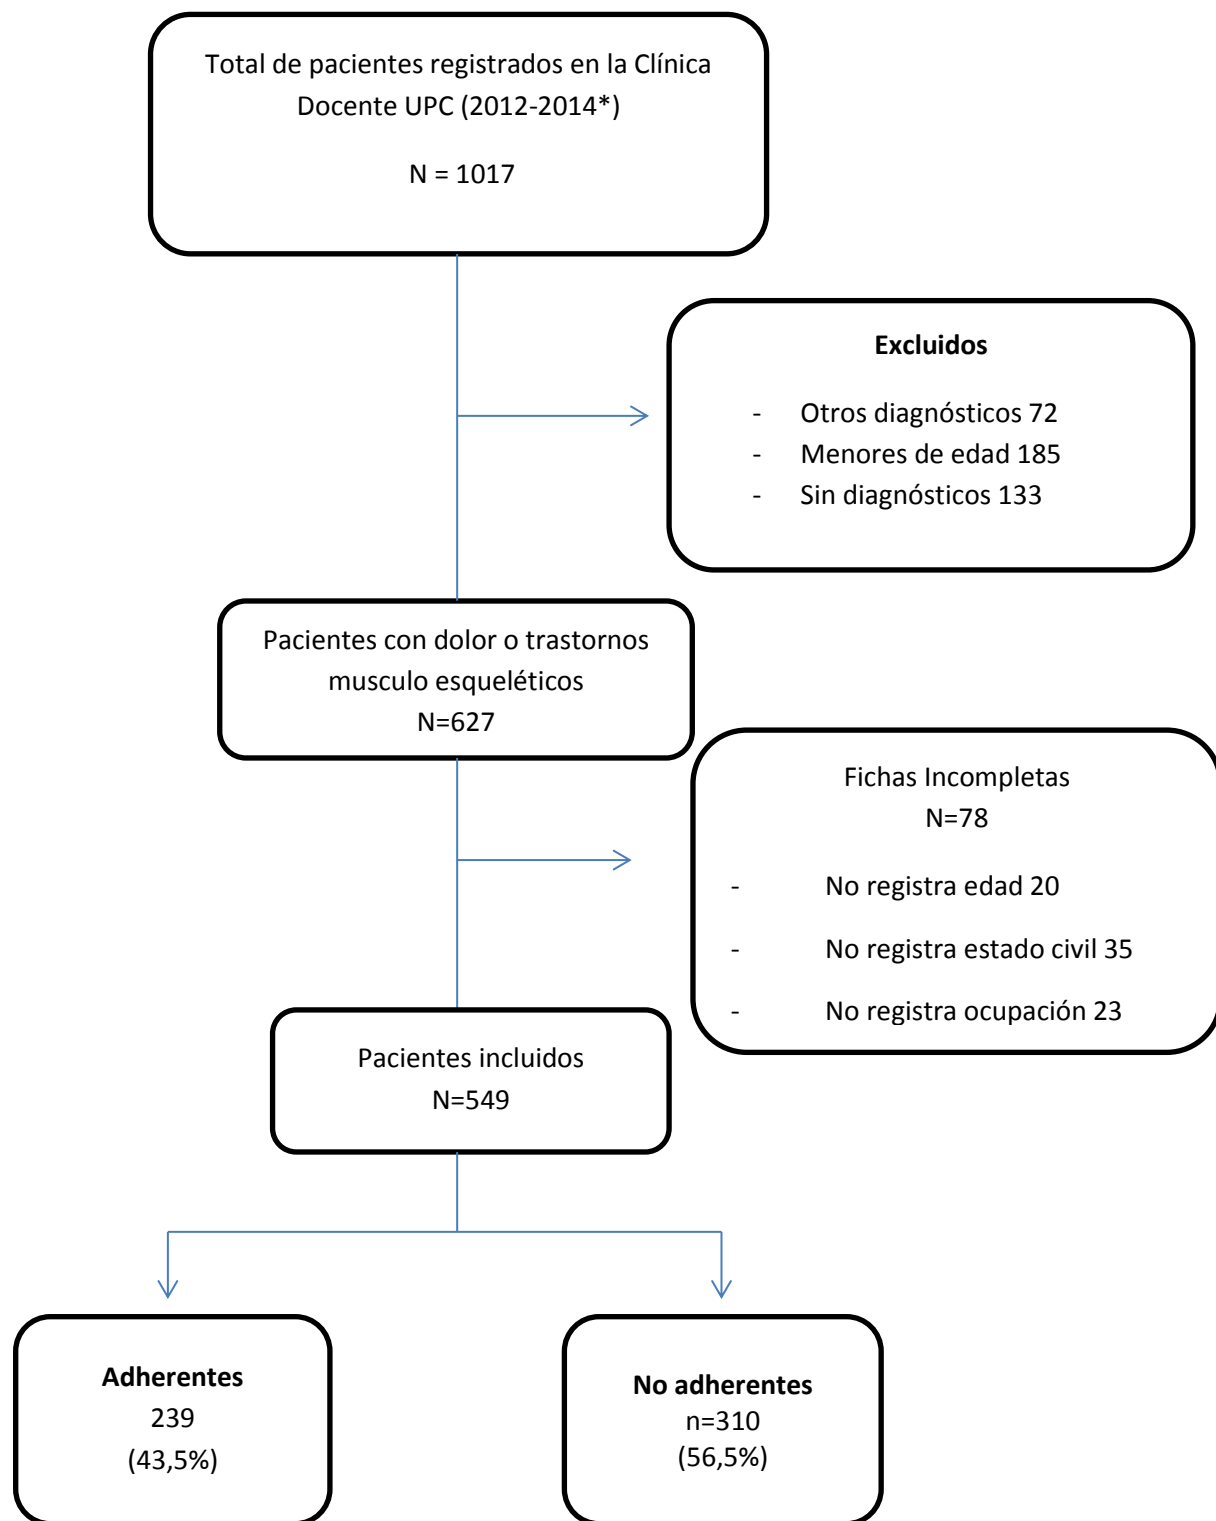 Total de pacientes registrados en la Clínica
Docente UPC (2012-2014*)
N = 1017
Excluidos
- Otros diagnósticos 72
- Menores de edad 185
- Sin diagnósticos 133
Pacientes con dolor o trastornos
musculo esqueléticos
N=627
Fichas Incompletas
N=78
- No registra edad 20
- No registra estado civil 35
- No registra ocupación 23
Pacientes incluidos
N=549
Adherentes
239
(43,5%)
No adherentes
n=310
(56,5%)